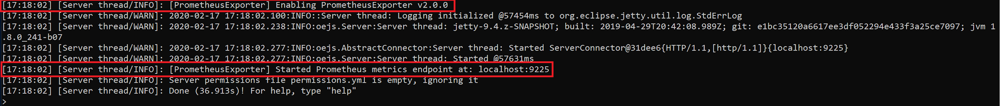 [17:18:02] [Server thread/INFO]: [PrometheusExporter] Enabling PrometheusExporter v2.0.0
[17:18:02] [Server thread/WARN]: 2020-02-17 17:18:02.100:INFO::Server thread: Logging initialized @57454ms to org.eclipse.jetty.util.log.StdErrLog
[17:18:02] [Server thread/WARN]: 2020-02-17 17:18:02.238:INFO:oejs.Server:Server thread: jetty-9.4.z-SNAPSHOT; built: 2019-04-29T20:42:08.989Z; git: e1bc35120a6617ee3df052294e433f3a25ce7097; jvm 1
.8.0_241-b07
[17:18:02] [Server thread/WARN]: 2020-02-17 17:18:02.277:INFO:oejs.AbstractConnector:Server thread: Started ServerConnector@31dee6{HTTP/1.1,[http/1.1]}{localhost:9225}
[17:18:02] [Server thread/WARN]: 2020-02-17 17:18:02.277:INFO:oejs.Server:Server thread: Started @57631ms
[17:18:02] [Server thread/INFO]: [PrometheusExporter] Started Prometheus metrics endpoint at: localhost:9225
[17:18:02] [Server thread/INFO]: Server permissions file permissions.yml is empty, ignoring it
[17:18:02] [Server thread/INFO]: Done (36.913s)! For help, type "help"
>